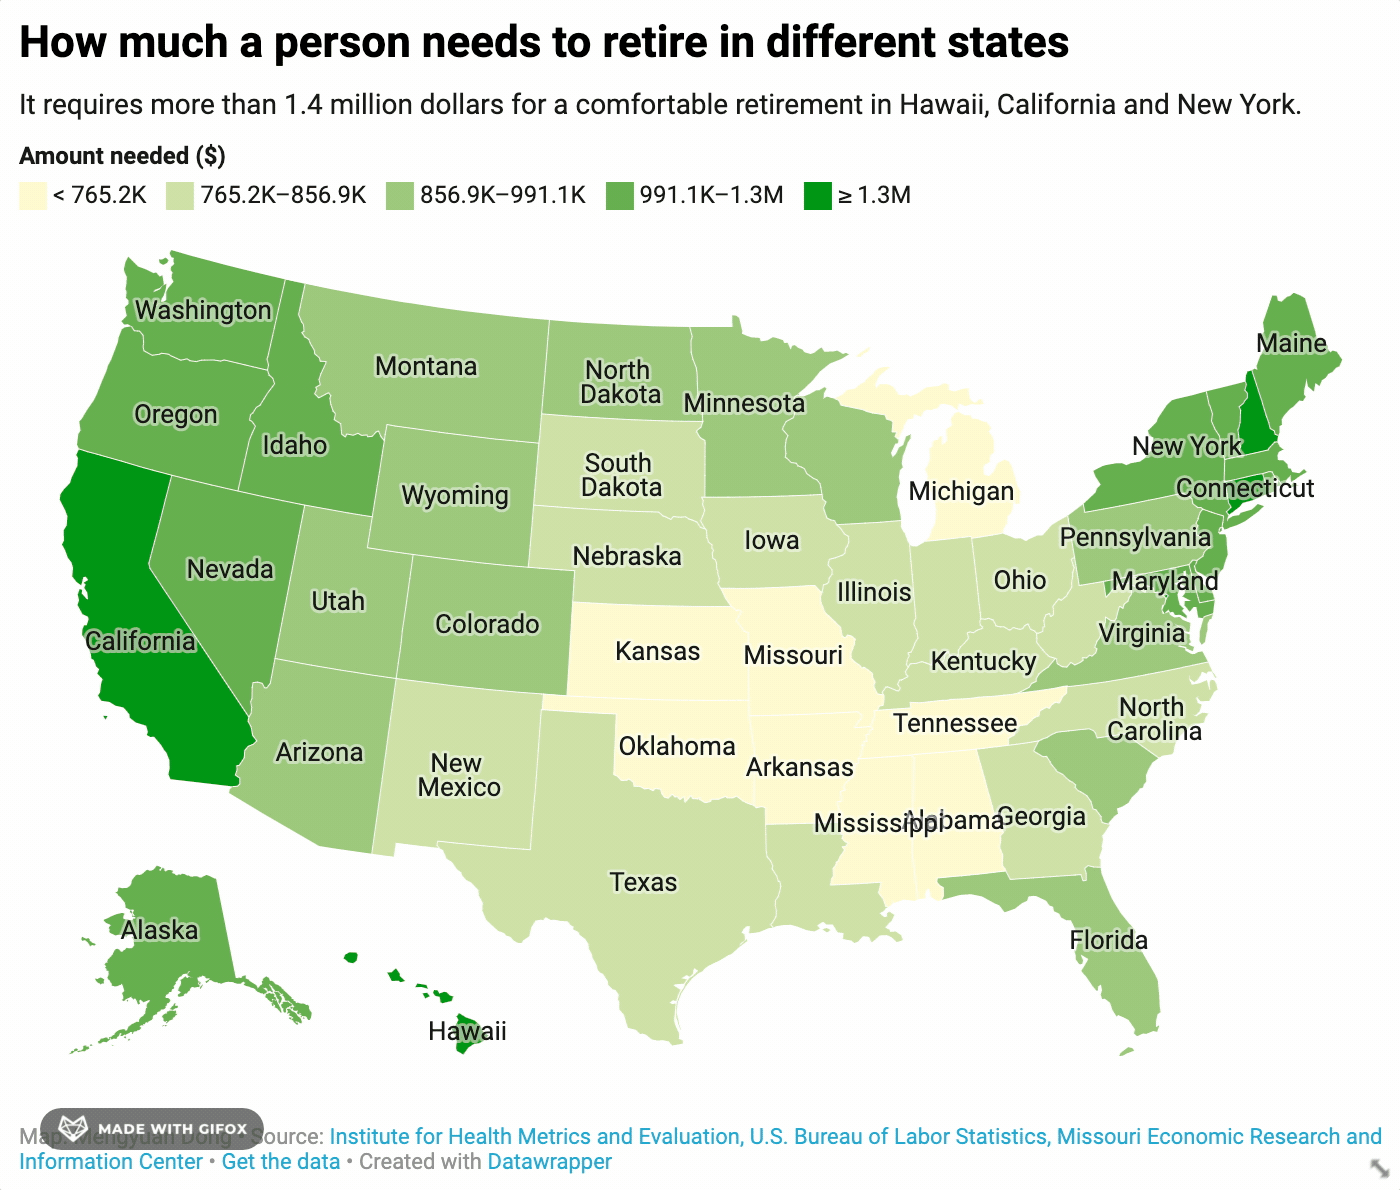 How much a person needs to retire in different states
It requires more than 1.4 million dollars for a comfortable retirement in Hawaii, California and New York.
Amount needed ($)
< 765.2K 765.2K–856.9K 856.9K–991.1K 991.1K–1.3M ≥ 1.3M
Washington
Maine
Montana
North
Dakota
Minnesota
Oregon
Idaho
New York
South
Dakota
Wyoming
Michigan
Connecticut
Pennsylvania
Iowa
Nebraska
Nevada
Ohio
Maryland
Illinois
Utah
Colorado
Virginia
California
Kansas
Missouri
Kentucky
North
Carolina
Tennessee
Oklahoma
Arizona
Arkansas
New
Mexico
Mississippi
Alabama
Georgia
Texas
Alaska
Florida
Hawaii
MADE WITH GIFOX
Map: Mengyuan Dong • Source: Institute for Health Metrics and Evaluation, U.S. Bureau of Labor Statistics, Missouri Economic Research and
Information Center • Get the data • Created with Datawrapper